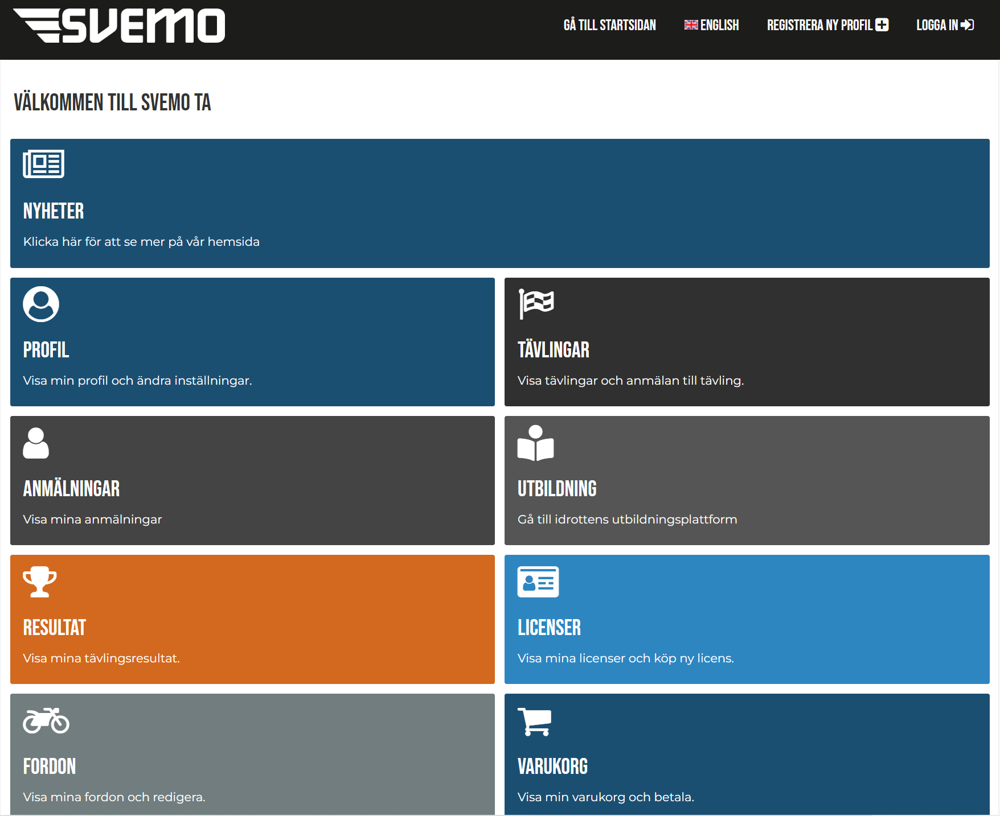 SVEMO
GÅ TILL STARTSIDAN
ENGLISH
REGISTRERA NY PROFIL
LOGGA IN
VÄLKOMMEN TILL SVEMO TA
NYHETER
Klicka här för att se mer på vår hemsida
PROFIL
Visa min profil och ändra inställningar.
TÄVLINGAR
Visa tävlingar och anmälan till tävling.
ANMÄLNINGAR
Visa mina anmälningar
UTBILDNING
Gå till idrottens utbildningsplattform
RESULTAT
Visa mina tävlingsresultat.
LICENSER
Visa mina licenser och köp ny licens.
FORDON
Visa mina fordon och redigera.
VARUKORG
Visa min varukorg och betala.